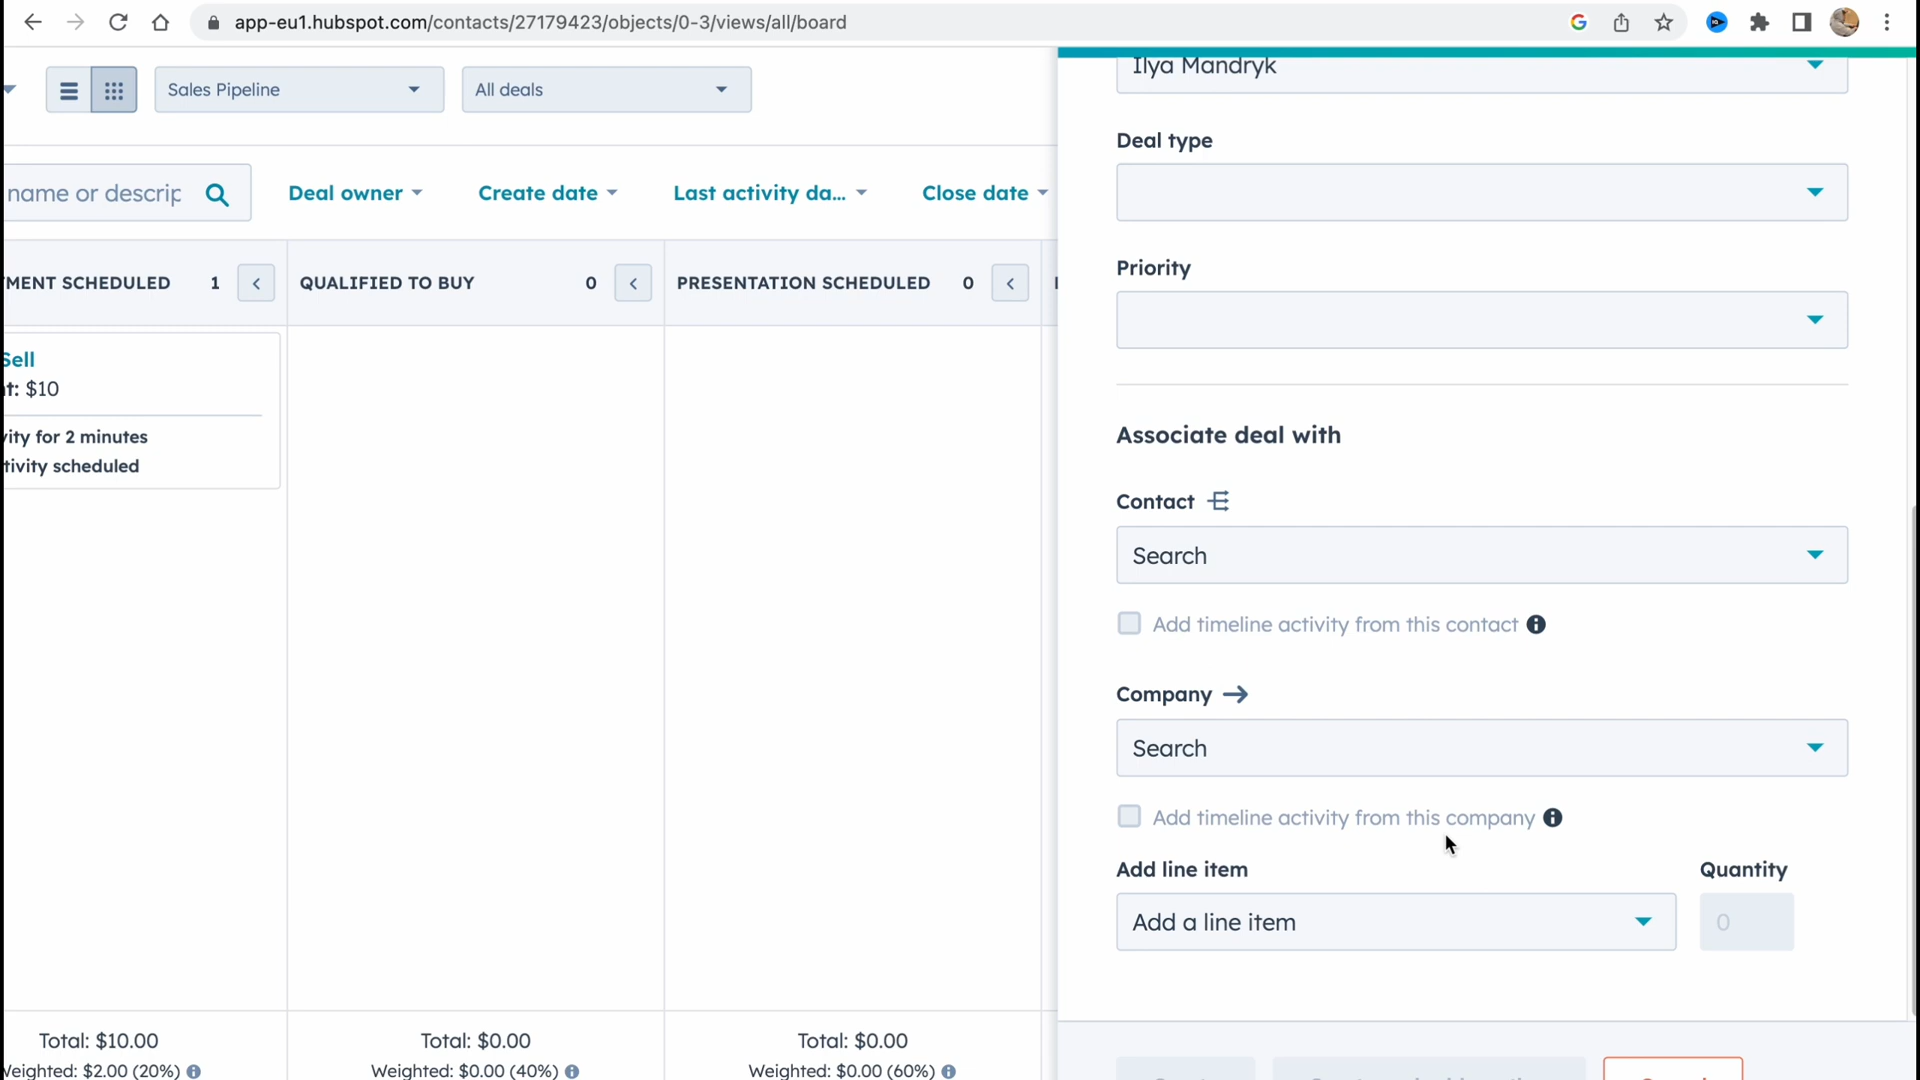 app-eu1.hubspot.com/contacts/27179423/objects/0-3/views/all/board
Sales Pipeline
All deals
name or descrip
Deal owner
Create date
Last activity da...
Close date
MENT SCHEDULED 1
QUALIFIED TO BUY 0
PRESENTATION SCHEDULED 0
Sell
t: $10
vity for 2 minutes
tivity scheduled
Total: $10.00
Weighted: $2.00 (20%)
Total: $0.00
Weighted: $0.00 (40%)
Total: $0.00
Weighted: $0.00 (60%)
Ilya Mandryk
Deal type
Priority
Associate deal with
Contact
Search
Add timeline activity from this contact
Company
Search
Add timeline activity from this company
Add line item
Quantity
Add a line item
0